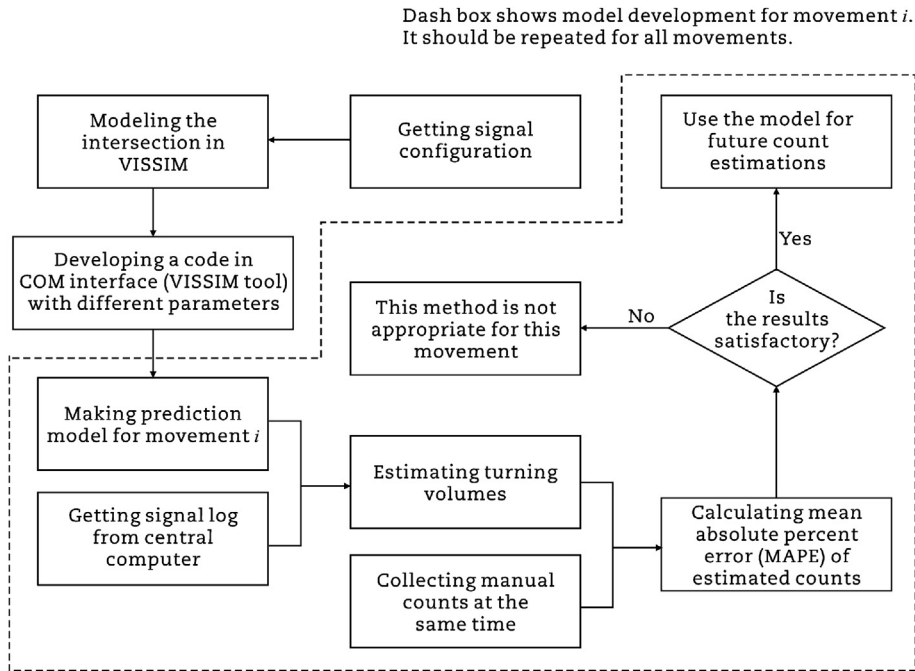 Dash box shows model development for movement i.
It should be repeated for all movements.
Modeling the
intersection in
VISSIM
Getting signal
configuration
Use the model for
future count
estimations
Yes
Developing a code in
COM interface (VISSIM tool)
with different parameters
This method is not
appropriate for this
movement
No
Is
the results
satisfactory?
Making prediction
model for movement i
Estimating turning
volumes
Getting signal log
from central
computer
Collecting manual
counts at the
same time
Calculating mean
absolute percent
error (MAPE) of
estimated counts